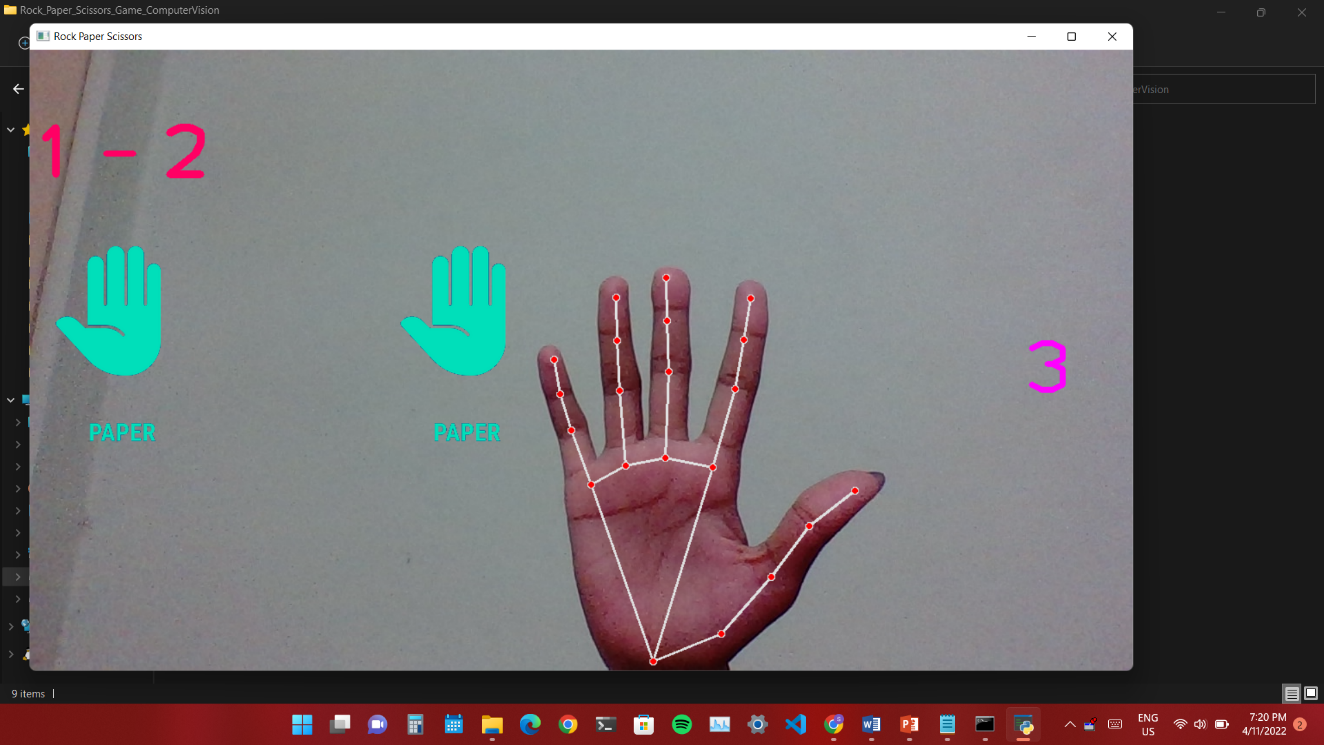 Rock_Paper_Scissors_Game_ComputerVision
Rock Paper Scissors
erVision
1 - 2
3
PAPER PAPER
9 items
ENG
US
7:20 PM
4/11/2022
2